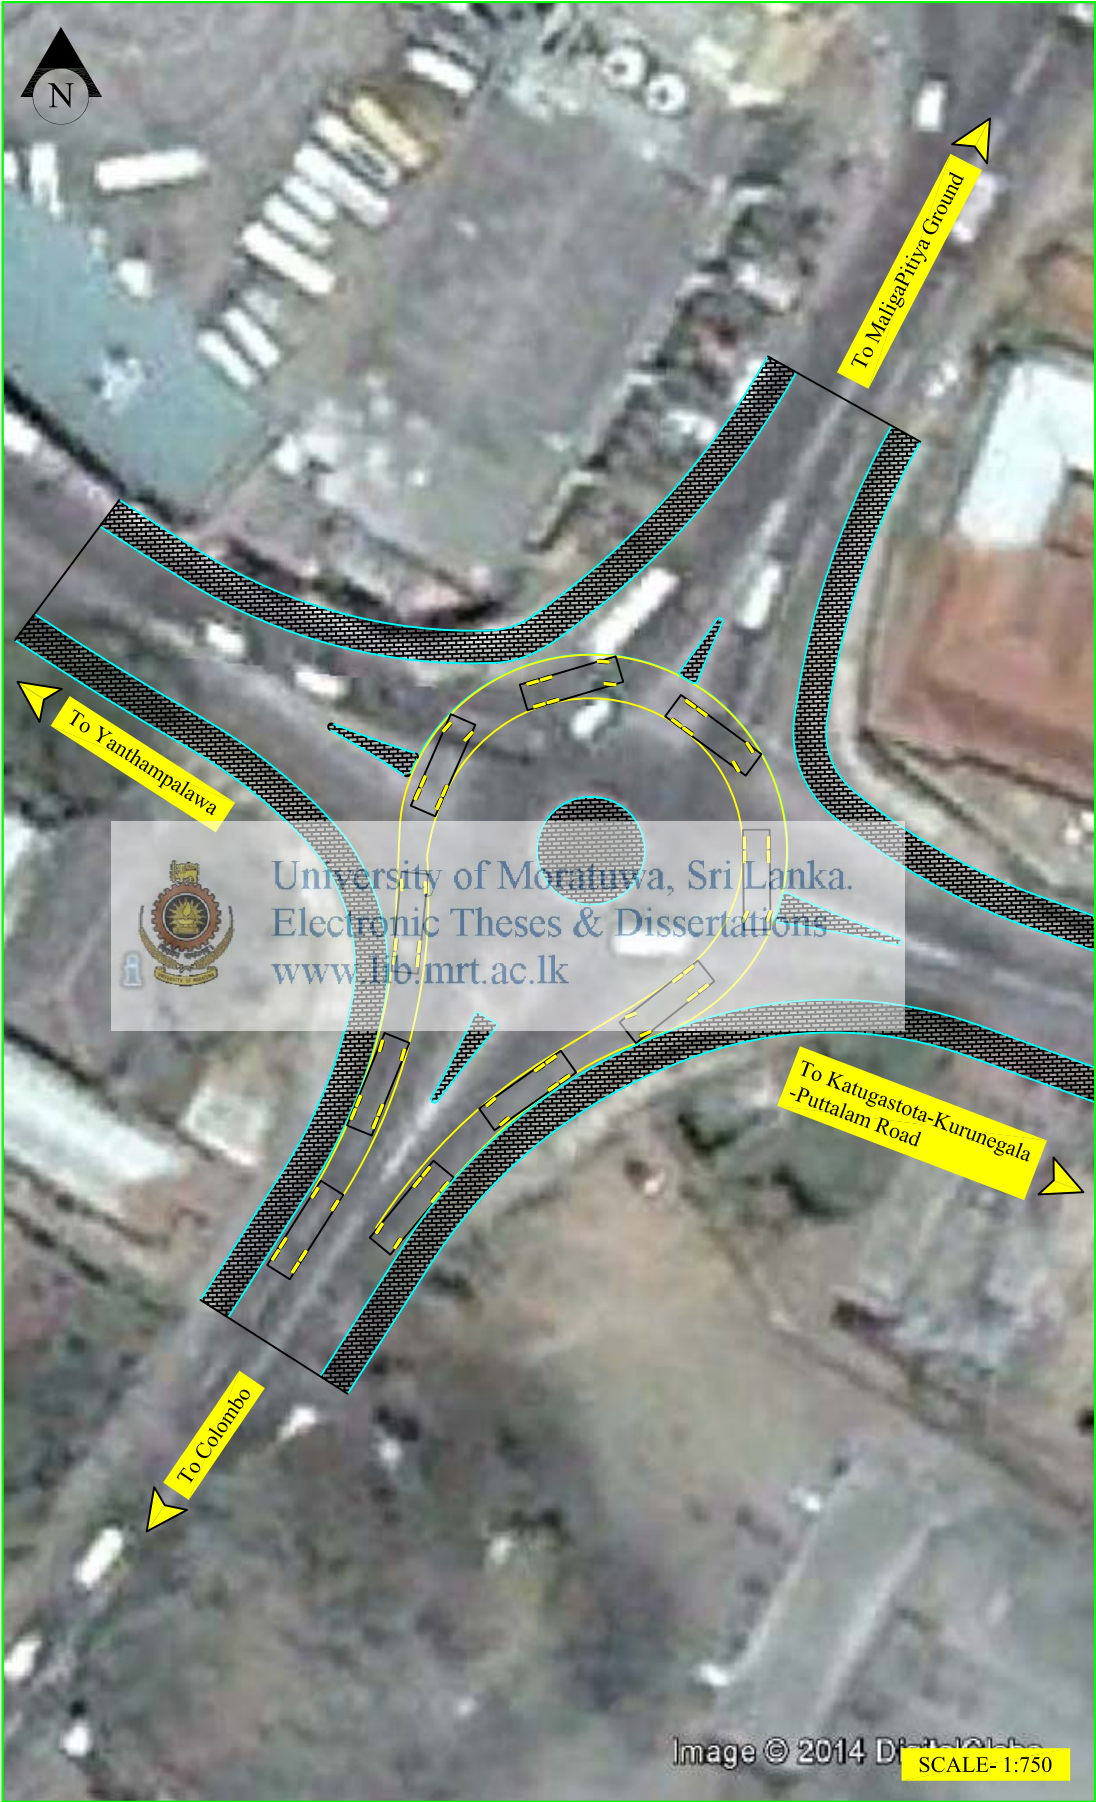 N
To MaligaPitiya Ground
To Yanthampalawa
University of Moratuwa, Sri Lanka.
Electronic Theses & Dissertations
www.lib.mrt.ac.lk
To Katugastota-Kurunegala
-Puttalam Road
To Colombo
Image © 2014 DigitalGlobe
SCALE- 1:750